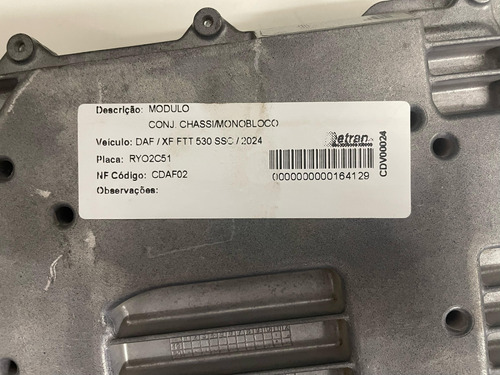 Descrição: MODULO
CONJ. CHASSI/MONOBLOCO
Veículo: DAF / XF FTT 530 SSC / 2024
Placa: RYO2C51
NF Código: CDAF02
Observações:
Detran
0000000000164129
CDV00024